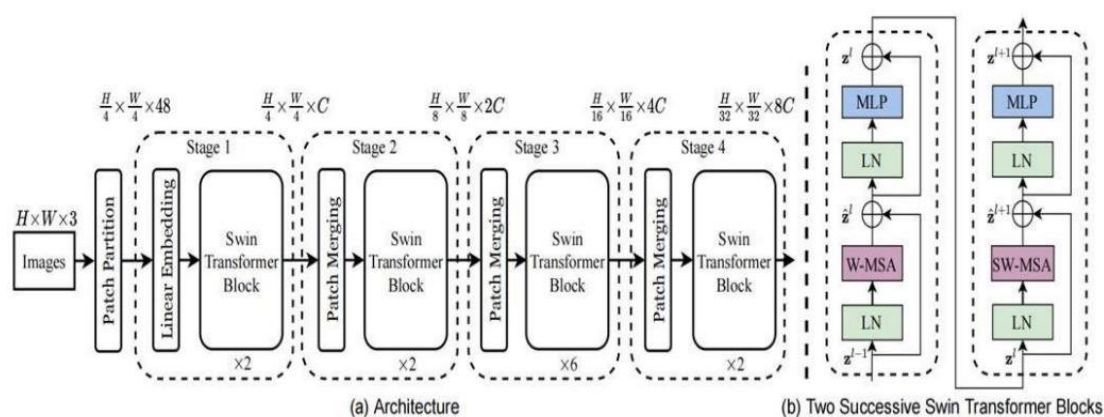 H/4 × W/4 × 48
H/4 × W/4 × C
H/8 × W/8 × 2C
H/16 × W/16 × 4C
H/32 × W/32 × 8C
Stage 1
Stage 2
Stage 3
Stage 4
H×W×3
Images
Patch Partition
Linear Embedding
Swin
Transformer
Block
×2
Patch Merging
Swin
Transformer
Block
×2
Patch Merging
Swin
Transformer
Block
×6
Patch Merging
Swin
Transformer
Block
×2
(a) Architecture
z^l
MLP
LN
ẑ^l
W-MSA
LN
z^{l-1}
z^{l+1}
MLP
LN
ẑ^{l+1}
SW-MSA
LN
z^l
(b) Two Successive Swin Transformer Blocks